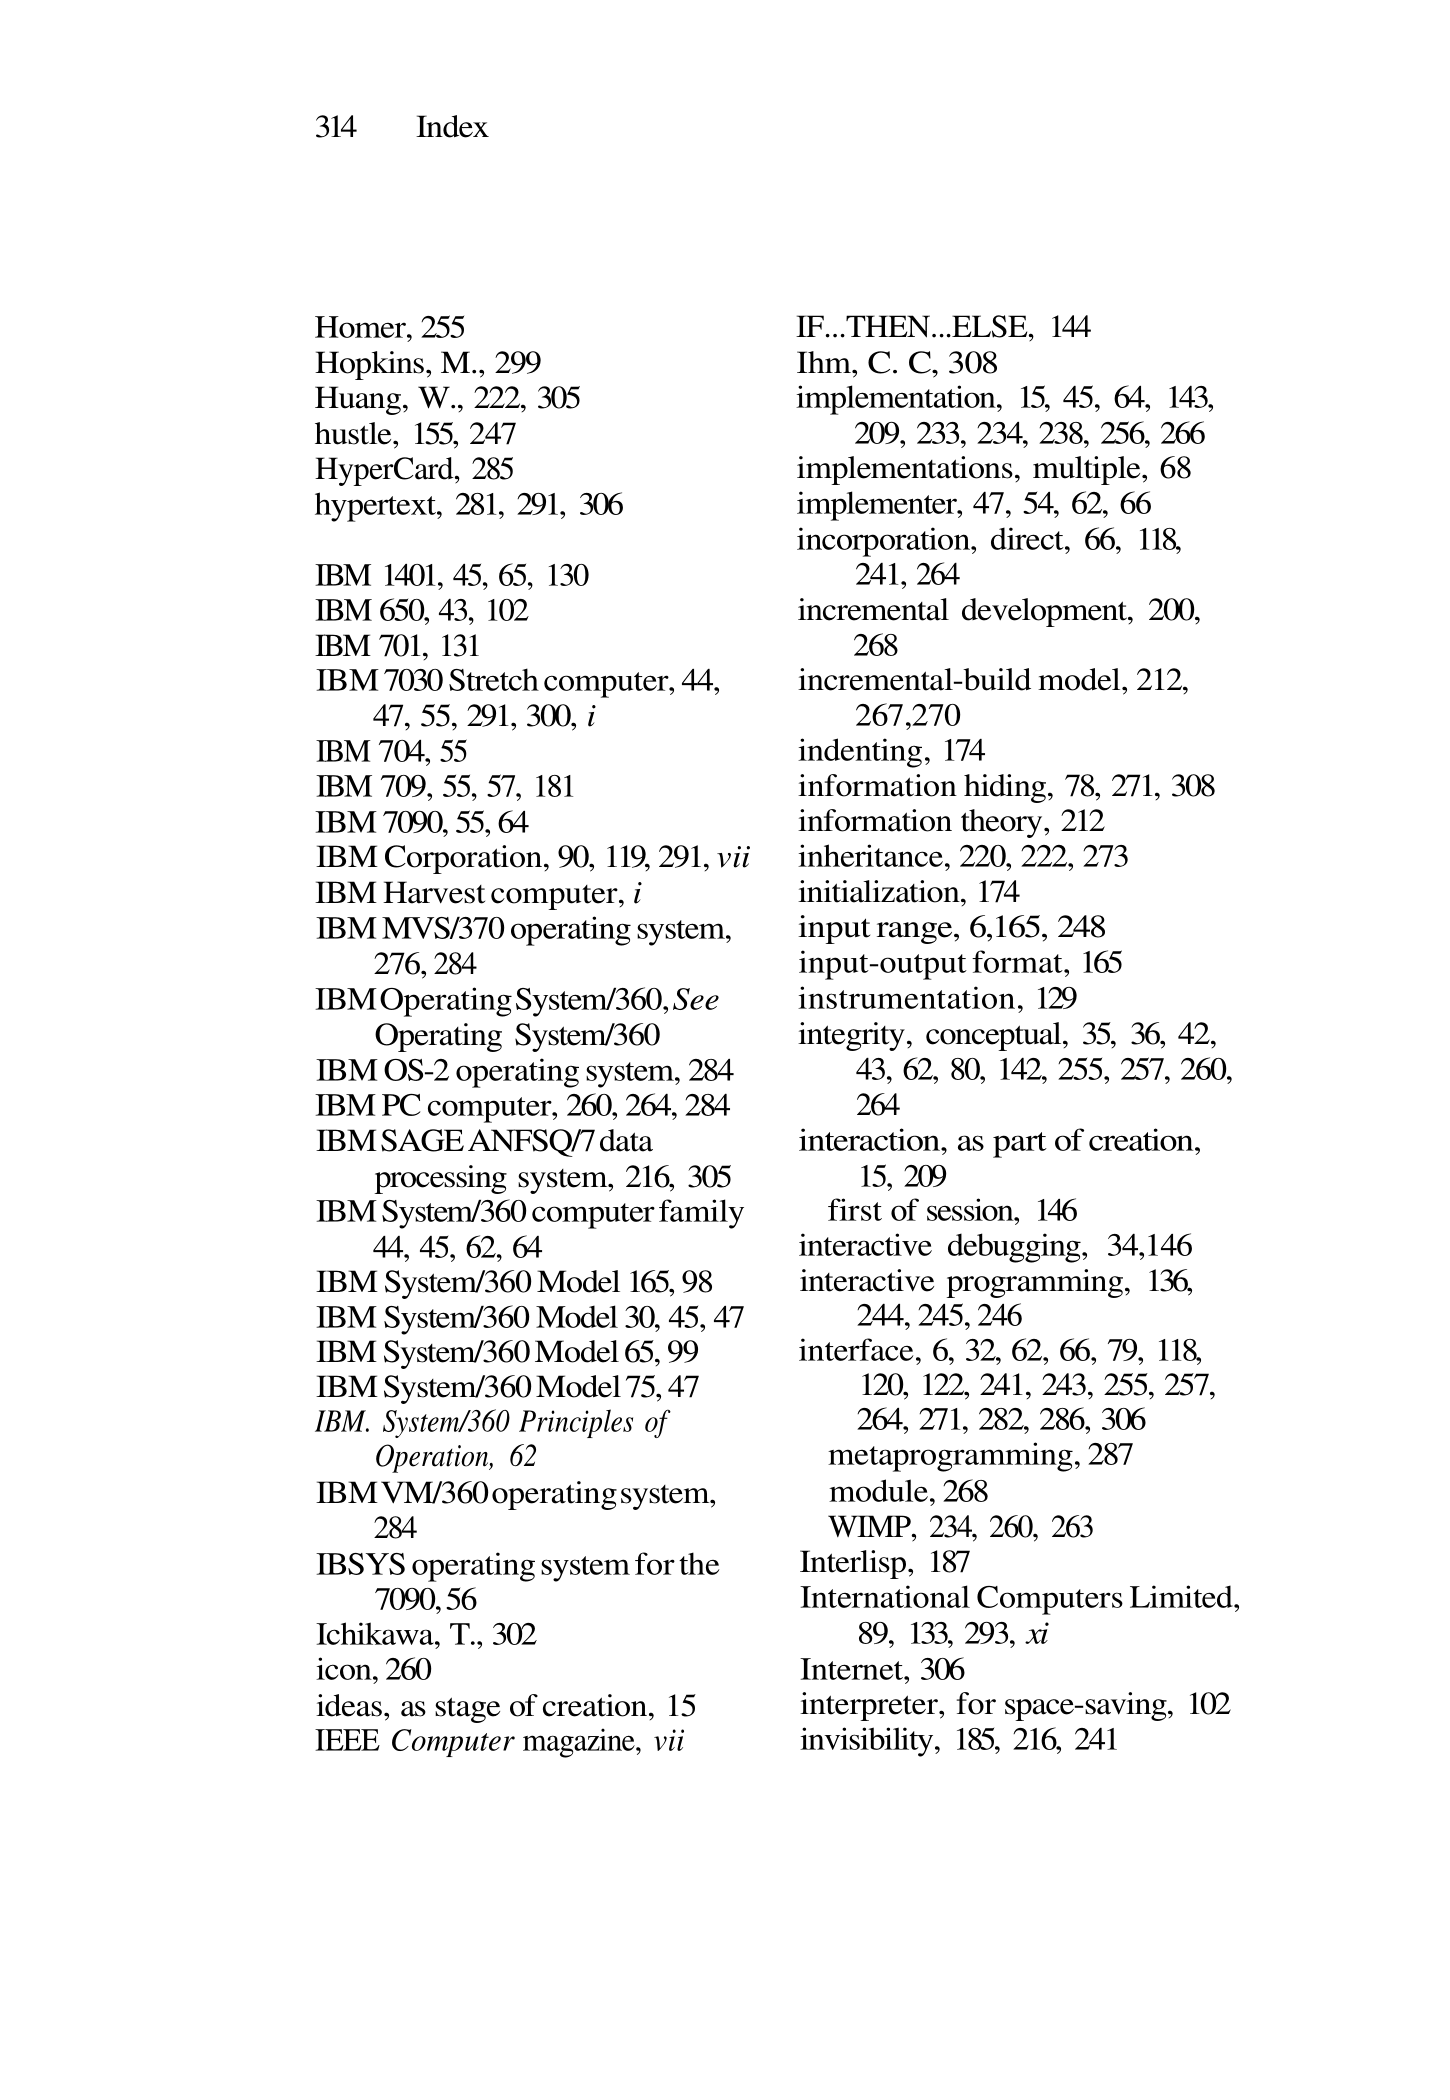 314 Index
Homer, 255
Hopkins, M., 299
Huang, W., 222, 305
hustle, 155, 247
HyperCard, 285
hypertext, 281, 291, 306
IBM 1401, 45, 65, 130
IBM 650, 43, 102
IBM 701, 131
IBM 7030 Stretch computer, 44,
47, 55, 291, 300, i
IBM 704, 55
IBM 709, 55, 57, 181
IBM 7090, 55, 64
IBM Corporation, 90, 119, 291, vii
IBM Harvest computer, i
IBM MVS/370 operating system,
276, 284
IBM Operating System/360, See
Operating System/360
IBM OS-2 operating system, 284
IBM PC computer, 260, 264, 284
IBM SAGE ANFSQ/7 data
processing system, 216, 305
IBM System/360 computer family
44, 45, 62, 64
IBM System/360 Model 165, 98
IBM System/360 Model 30, 45, 47
IBM System/360 Model 65, 99
IBM System/360 Model 75, 47
IBM. System/360 Principles of
Operation, 62
IBM VM/360 operating system,
284
IBSYS operating system for the
7090, 56
Ichikawa, T., 302
icon, 260
ideas, as stage of creation, 15
IEEE Computer magazine, vii
IF...THEN...ELSE, 144
Ihm, C. C, 308
implementation, 15, 45, 64, 143,
209, 233, 234, 238, 256, 266
implementations, multiple, 68
implementer, 47, 54, 62, 66
incorporation, direct, 66, 118,
241, 264
incremental development, 200,
268
incremental-build model, 212,
267,270
indenting, 174
information hiding, 78, 271, 308
information theory, 212
inheritance, 220, 222, 273
initialization, 174
input range, 6,165, 248
input-output format, 165
instrumentation, 129
integrity, conceptual, 35, 36, 42,
43, 62, 80, 142, 255, 257, 260,
264
interaction, as part of creation,
15, 209
first of session, 146
interactive debugging, 34,146
interactive programming, 136,
244, 245, 246
interface, 6, 32, 62, 66, 79, 118,
120, 122, 241, 243, 255, 257,
264, 271, 282, 286, 306
metaprogramming, 287
module, 268
WIMP, 234, 260, 263
Interlisp, 187
International Computers Limited,
89, 133, 293, xi
Internet, 306
interpreter, for space-saving, 102
invisibility, 185, 216, 241